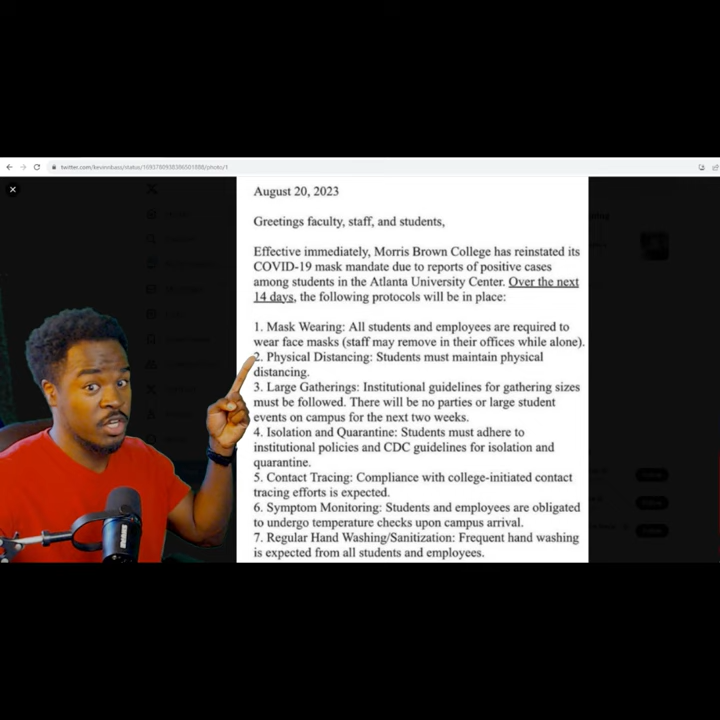 twitter.com/kevinnbass/status/1693780938386501888/photo/1
August 20, 2023
Greetings faculty, staff, and students,
Effective immediately, Morris Brown College has reinstated its
COVID-19 mask mandate due to reports of positive cases
among students in the Atlanta University Center. Over the next
14 days, the following protocols will be in place:
1. Mask Wearing: All students and employees are required to
wear face masks (staff may remove in their offices while alone).
2. Physical Distancing: Students must maintain physical
distancing.
3. Large Gatherings: Institutional guidelines for gathering sizes
must be followed. There will be no parties or large student
events on campus for the next two weeks.
4. Isolation and Quarantine: Students must adhere to
institutional policies and CDC guidelines for isolation and
quarantine.
5. Contact Tracing: Compliance with college-initiated contact
tracing efforts is expected.
6. Symptom Monitoring: Students and employees are obligated
to undergo temperature checks upon campus arrival.
7. Regular Hand Washing/Sanitization: Frequent hand washing
is expected from all students and employees.